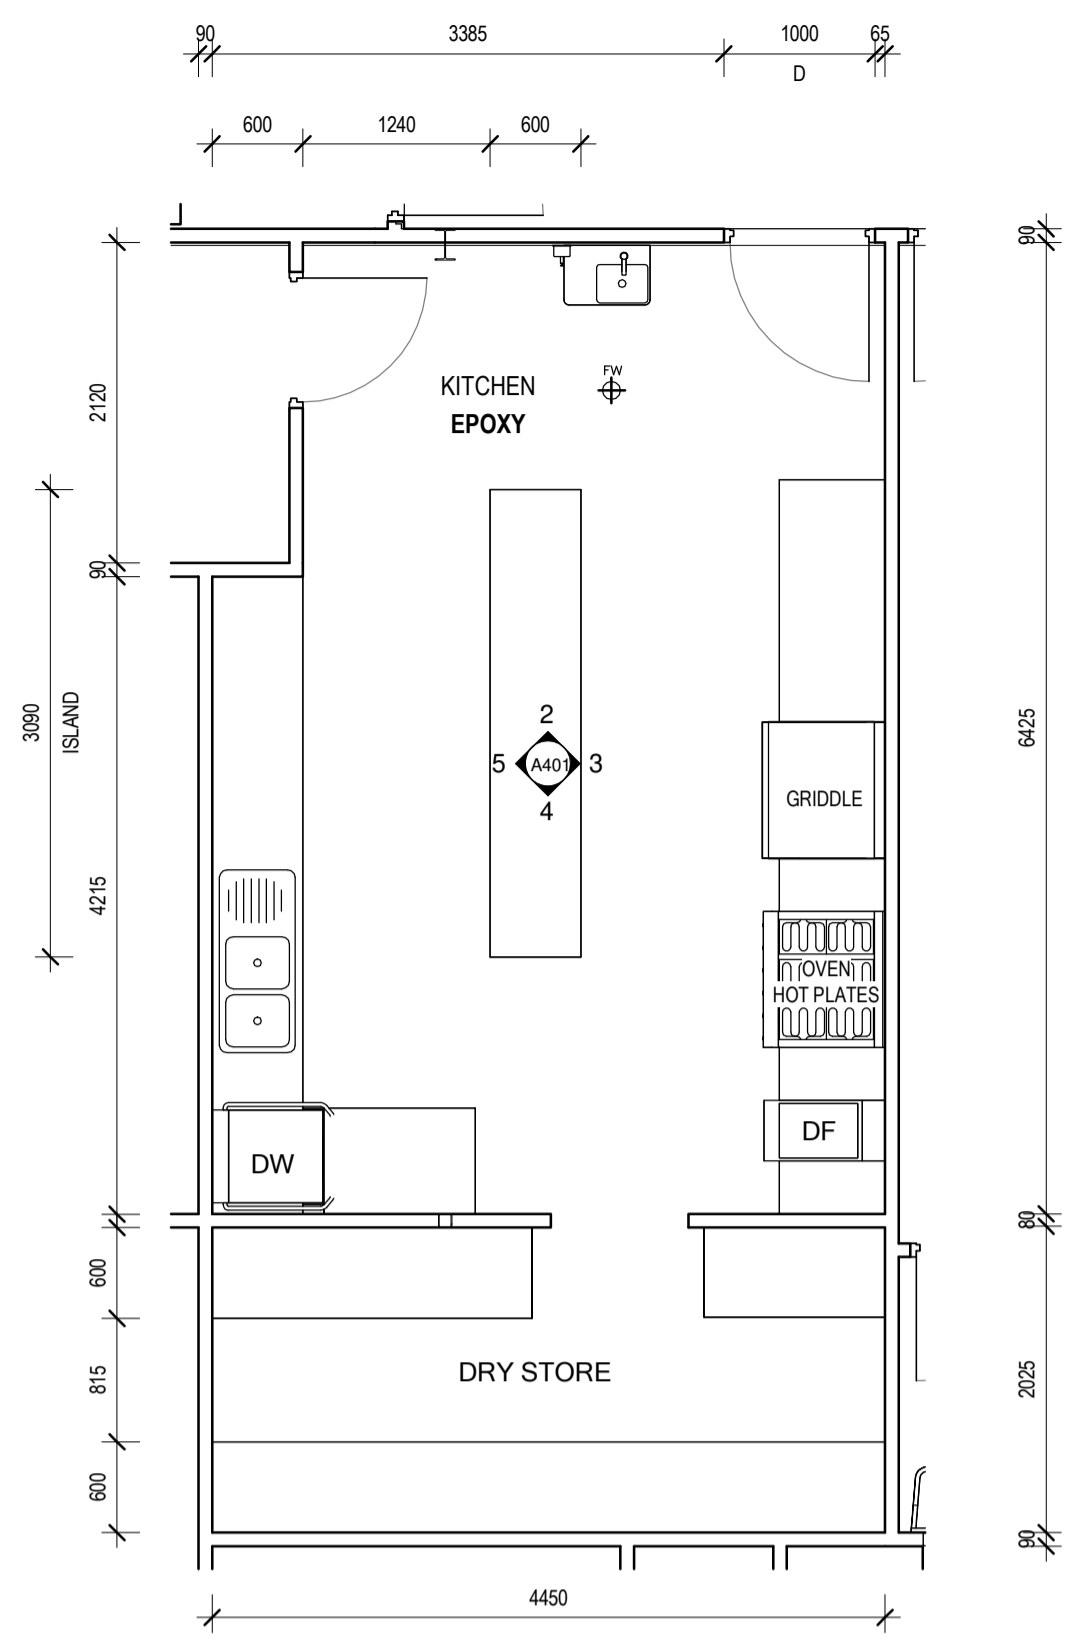 90
3385
1000
65
D
600
1240
600
90
2120
KITCHEN
EPOXY
FW
90
3090
ISLAND
4215
2
5
A401
3
4
GRIDDLE
6425
OVEN
HOT PLATES
DW
DF
80
600
815
DRY STORE
2025
600
90
4450